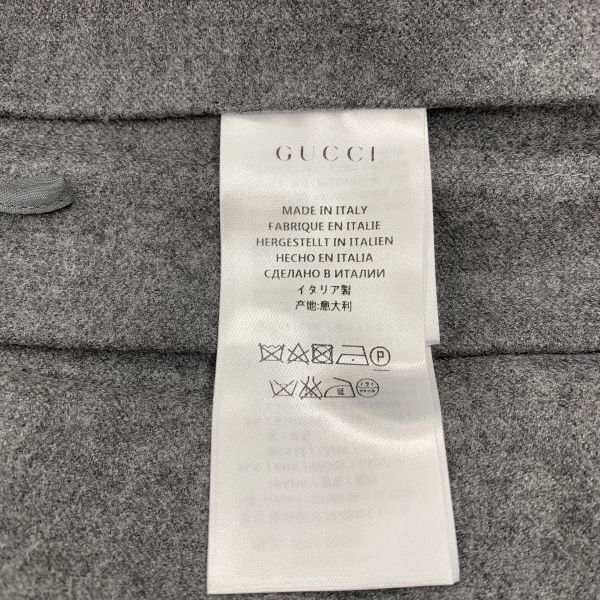 GUCCI
MADE IN ITALY
FABRIQUE EN ITALIE
HERGESTELLT IN ITALIEN
HECHO EN ITALIA
СДЕЛАНО В ИТАЛИИ
イタリア製
产地:意大利
P